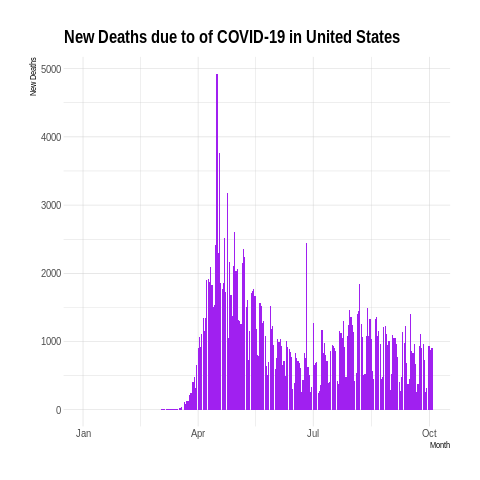 New Deaths due to of COVID-19 in United States
New Deaths
5000
4000
3000
2000
1000
0
Jan
Apr
Jul
Oct
Month